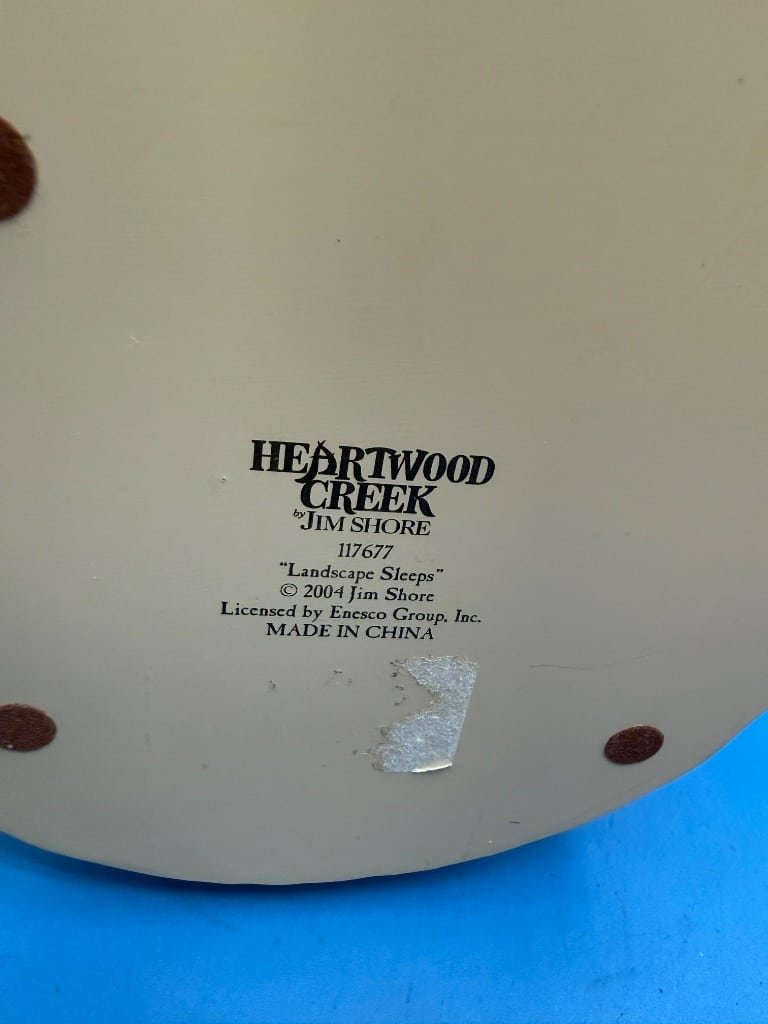 HEARTWOOD
CREEK
by JIM SHORE
117677
"Landscape Sleeps"
© 2004 Jim Shore
Licensed by Enesco Group, Inc.
MADE IN CHINA